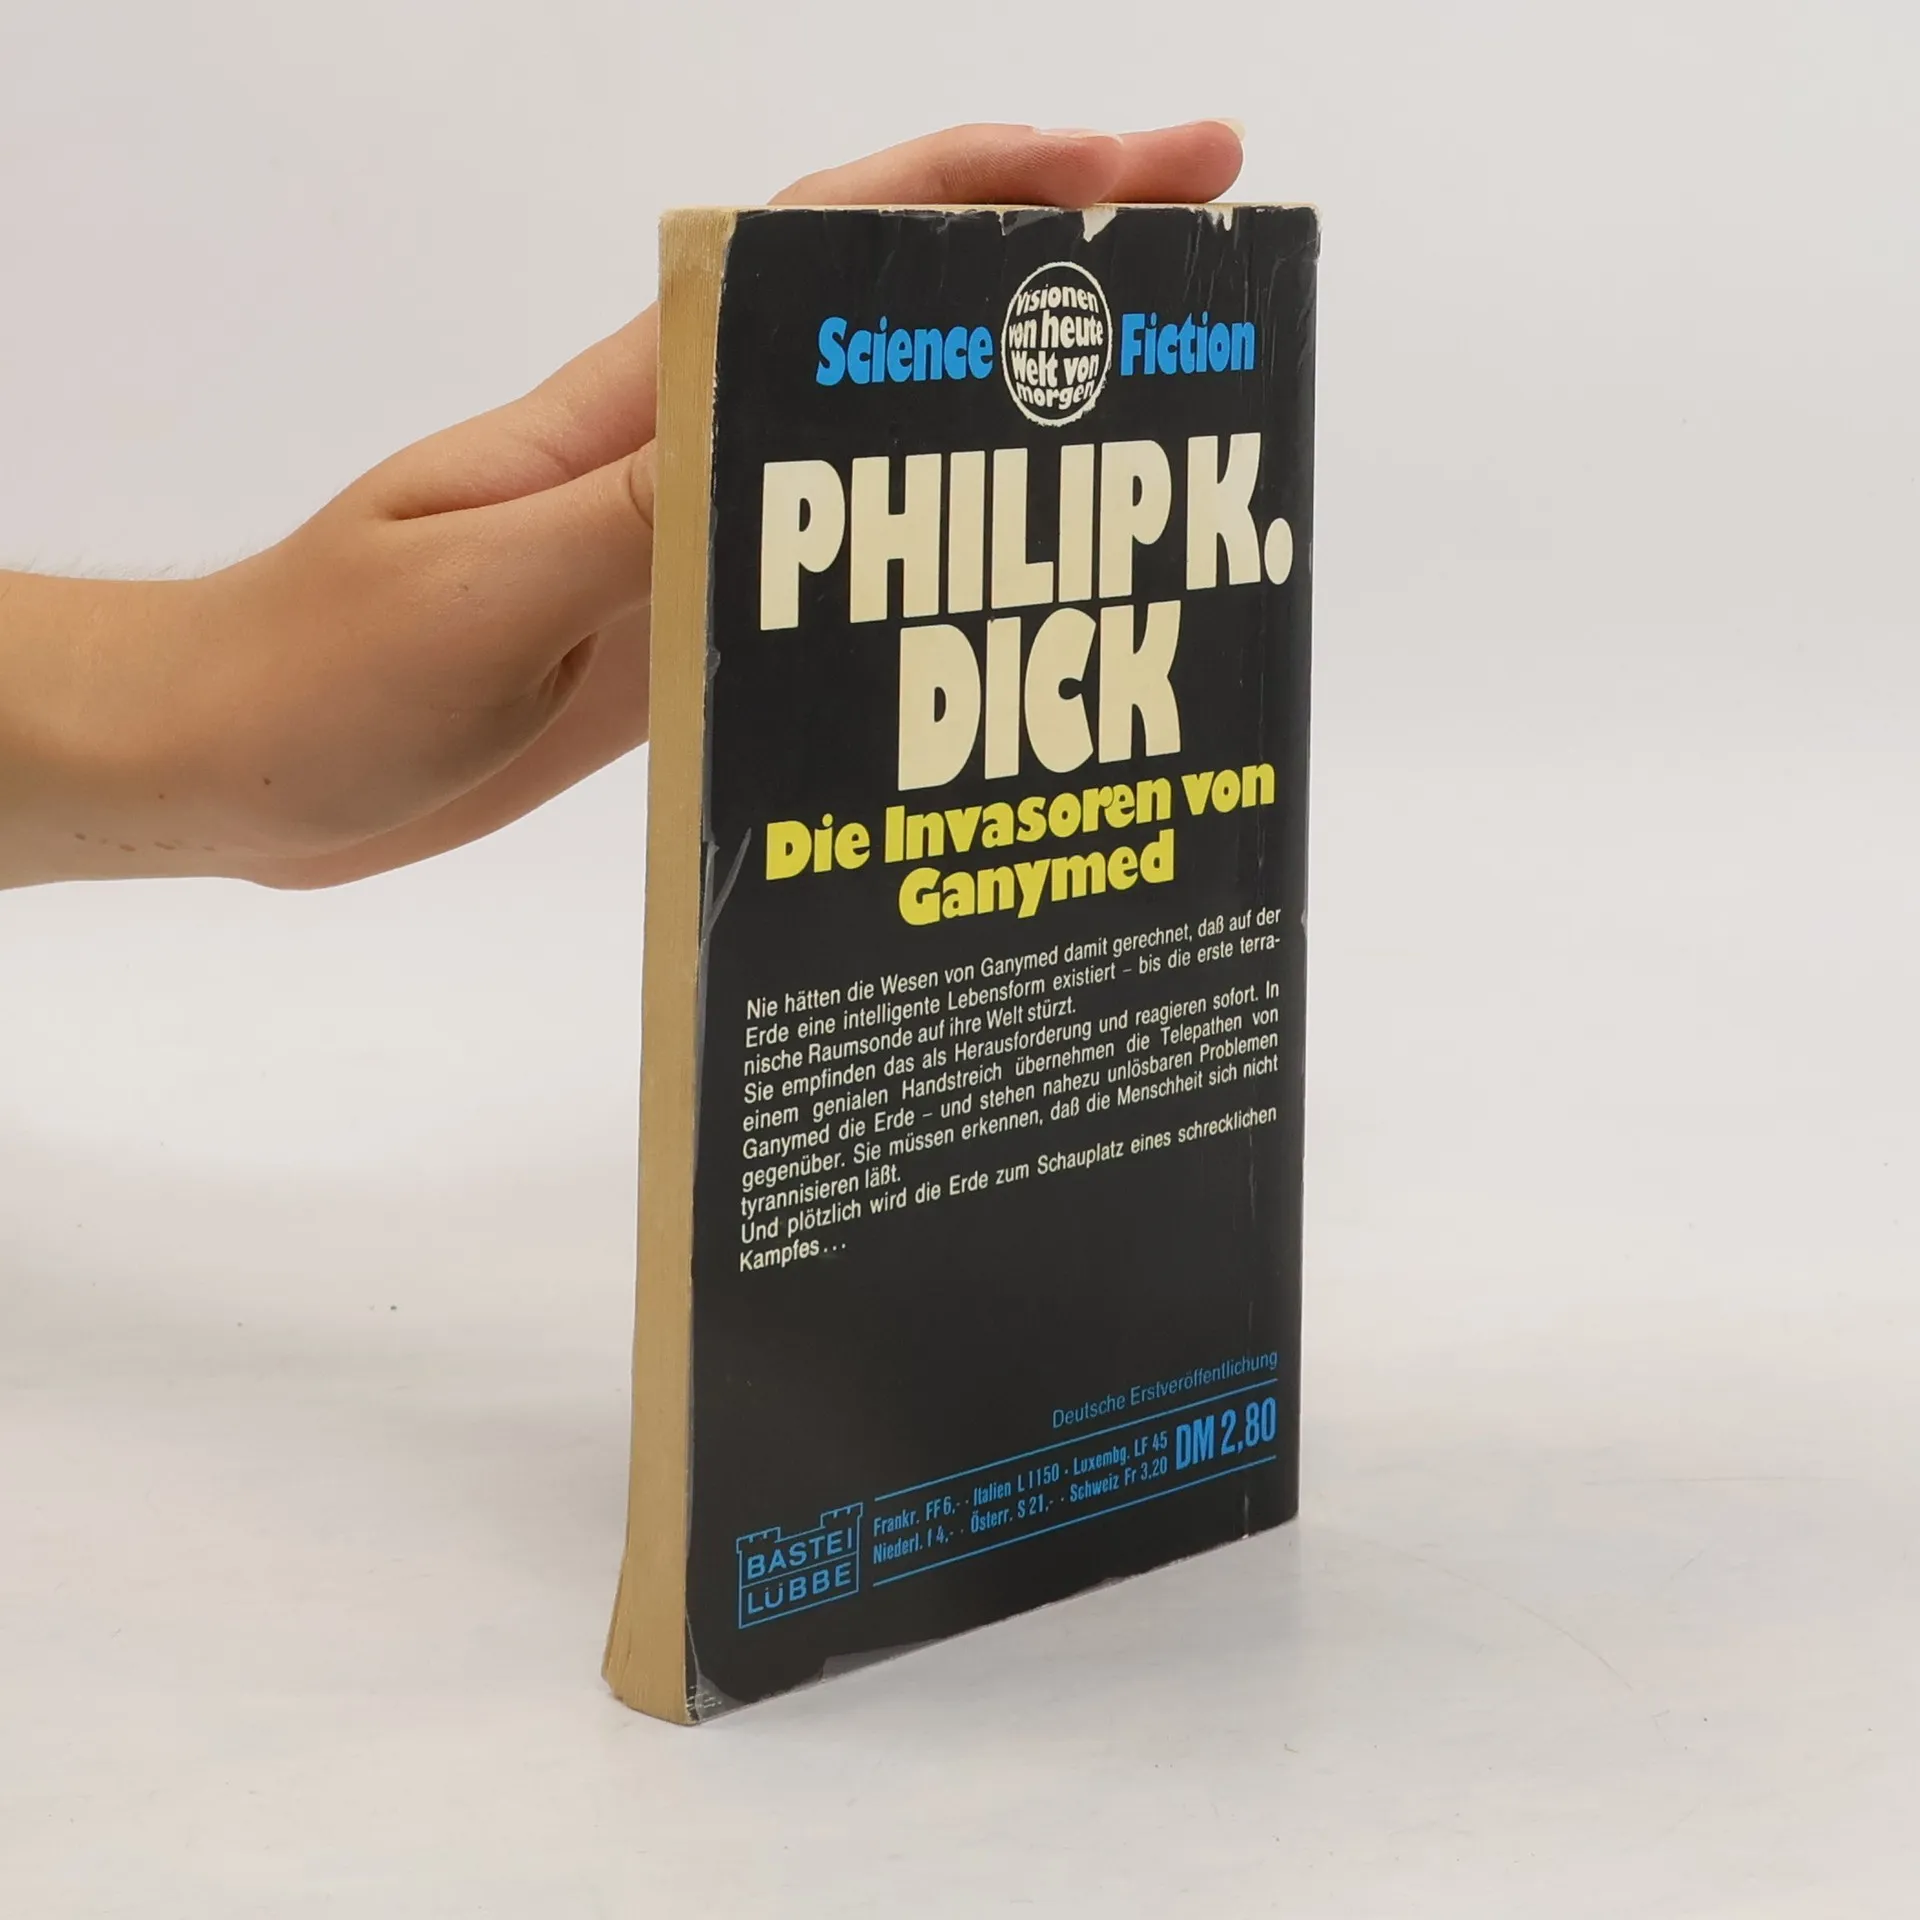 Science Fiction
Visionen
von heute
Welt von
morgen
PHILIP K.
DICK
Die Invasoren von
Ganymed
Nie hätten die Wesen von Ganymed damit gerechnet, daß auf der
Erde eine intelligente Lebensform existiert – bis die erste terra-
nische Raumsonde auf ihre Welt stürzt.
Sie empfinden das als Herausforderung und reagieren sofort. In
einem genialen Handstreich übernehmen die Telepathen von
Ganymed die Erde – und stehen nahezu unlösbaren Problemen
gegenüber. Sie müssen erkennen, daß die Menschheit sich nicht
tyrannisieren läßt.
Und plötzlich wird die Erde zum Schauplatz eines schrecklichen
Kampfes...
Deutsche Erstveröffentlichung
Frankr. FF 6,- · Italien L 1150 · Luxembg. LF 45
Niederl. f 4,- · Österr. S 21,- · Schweiz Fr 3.20
DM 2,80
BASTEI
LÜBBE